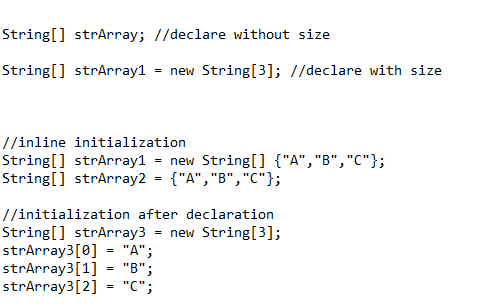 String[] strArray; //declare without size
String[] strArray1 = new String[3]; //declare with size
//inline initialization
String[] strArray1 = new String[] {"A","B","C"};
String[] strArray2 = {"A","B","C"};
//initialization after declaration
String[] strArray3 = new String[3];
strArray3[0] = "A";
strArray3[1] = "B";
strArray3[2] = "C";